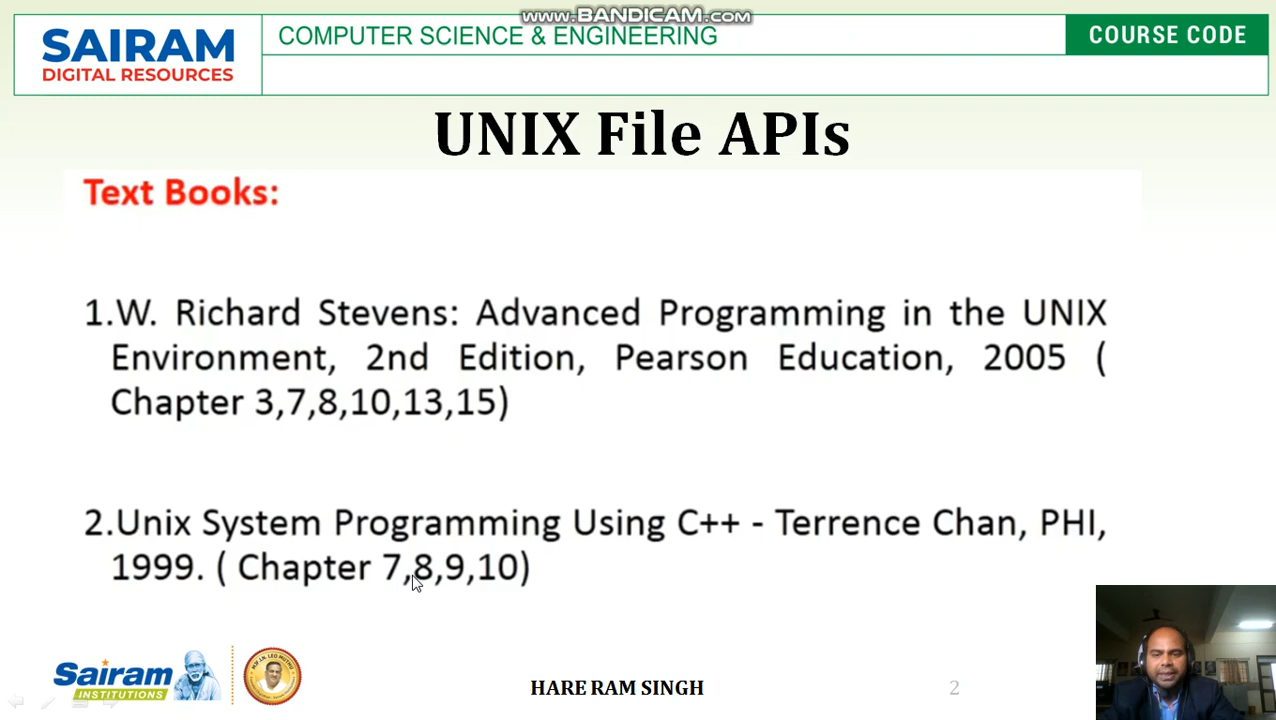 www.BANDICAM.com
SAIRAM
DIGITAL RESOURCES
COMPUTER SCIENCE & ENGINEERING
COURSE CODE
UNIX File APIs
Text Books:
1.W. Richard Stevens: Advanced Programming in the UNIX
Environment, 2nd Edition, Pearson Education, 2005 (
Chapter 3,7,8,10,13,15)
2.Unix System Programming Using C++ - Terrence Chan, PHI,
1999. ( Chapter 7,8,9,10)
Sairam
INSTITUTIONS
HARE RAM SINGH
2